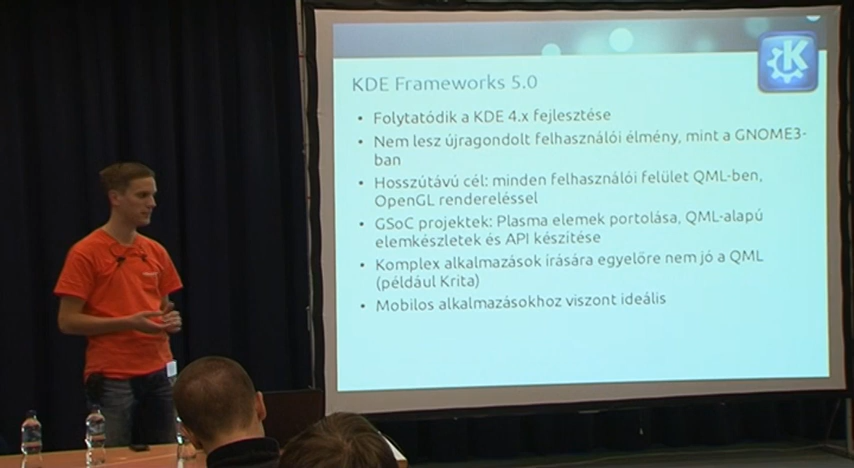 KDE Frameworks 5.0
• Folytatódik a KDE 4.x fejlesztése
• Nem lesz újragondolt felhasználói élmény, mint a GNOME3-
ban
• Hosszútávú cél: minden felhasználói felület QML-ben,
OpenGL rendereléssel
• GSoC projektek: Plasma elemek portolása, QML-alapú
elemkészletek és API készítése
• Komplex alkalmazások írására egyelőre nem jó a QML
(például Krita)
• Mobilos alkalmazásokhoz viszont ideális
K